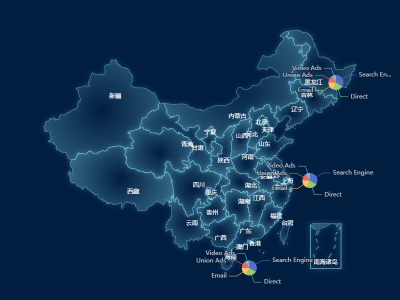 Video Ads
Search En...
Union Ads
黑龙江
Email
Direct
吉林
新疆
辽宁
内蒙古
北京
天津
宁夏
山西
河北
青海
甘肃
山东
陕西
河南
Video Ads
Search Engine
Union Ads
四川
湖北
西藏
重庆
Email
Direct
江西
湖南
贵州
福建
云南
台湾
广东
广西
香港
澳门
Video Ads
海南
Union Ads
Search Engine
南海诸岛
Email
Direct